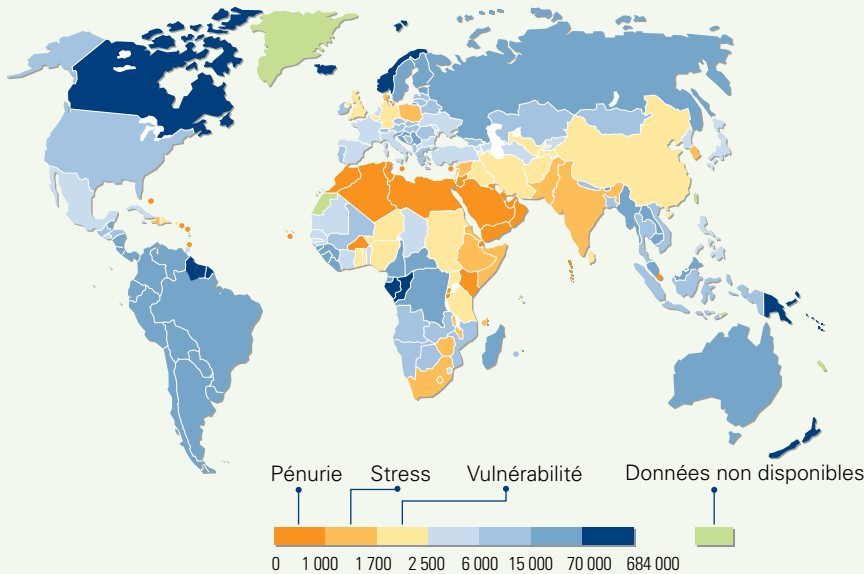 Pénurie Stress Vulnérabilité Données non disponibles
0 1 000 1 700 2 500 6 000 15 000 70 000 684 000